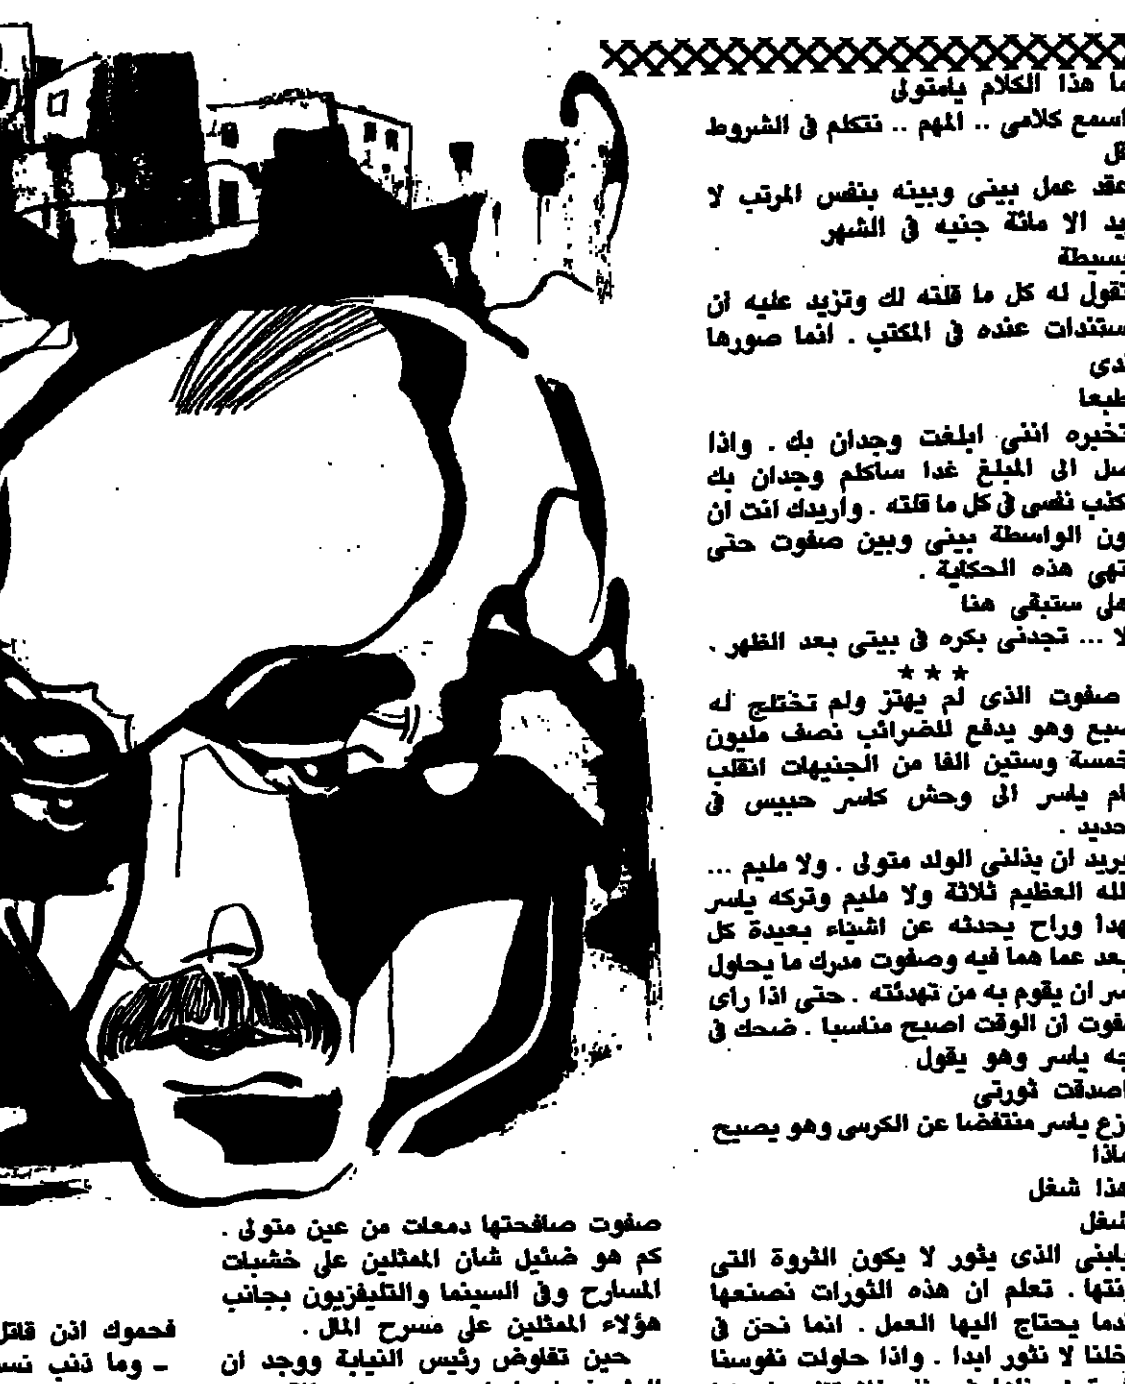 ما هذا الكلام يامتولى
اسمع كلامى .. المهم .. نتكلم فى الشروط
قل
عقد عمل بينى وبينه بنفس المرتب لا
يد الا مائة جنيه فى الشهر
بسيطة
تقول له كل ما قلته لك وتزيد عليه أن
ستندات عنده فى المكتب . انما صورها
لدى
طبعا
تخبره اننى ابلغت وجدان بك . واذا
صل الى المبلغ غدا ساكلم وجدان بك
كذب نفسى فى كل ما قلته . واريدك انت ان
ون الواسطة بينى وبين صفوت حتى
تهى هذه الحكاية .
هل ستبقى هنا
لا ... تجدنى بكره فى بيتى بعد الظهر .
★ ★ ★
صفوت الذى لم يهتز ولم تختلج له
صبع وهو يدفع للضرائب نصف مليون
خمسة وستين الفا من الجنيهات انقلب
ام ياسر الى وحش كاسر حبيس فى
حديد .
يريد ان يذلنى الولد متولى . ولا مليم ...
الله العظيم ثلاثة ولا مليم وتركه ياسر
هدا وراح يحدثه عن اشياء بعيدة كل
بعد عما هما فيه وصفوت مدرك ما يحاول
سر ان يقوم به من تهدئته . حتى اذا رأى
فوت ان الوقت اصبح مناسبا . ضحك فى
جه ياسر وهو يقول
اصدقت ثورتى
زع ياسر منتفضا عن الكرسى وهو يصيح
ماذا
هذا شغل
شغل
يابنى الذى يثور لا يكون الثروة التى
ونتها . تعلم ان هذه الثورات نصنعها
ندما يحتاج اليها العمل . انما نحن فى
خلنا لا نثور ابدا . واذا حاولت نفوسنا
صفوت صافحتها دمعات من عين متولى .
كم هو ضئيل شأن الممثلين على خشبات
المسارح وفى السينما والتليفزيون بجانب
هؤلاء الممثلين على مسرح المال .
حين تفاوض رئيس النيابة ووجد ان
فحموك اذن قاتل
– وما ذنب نس